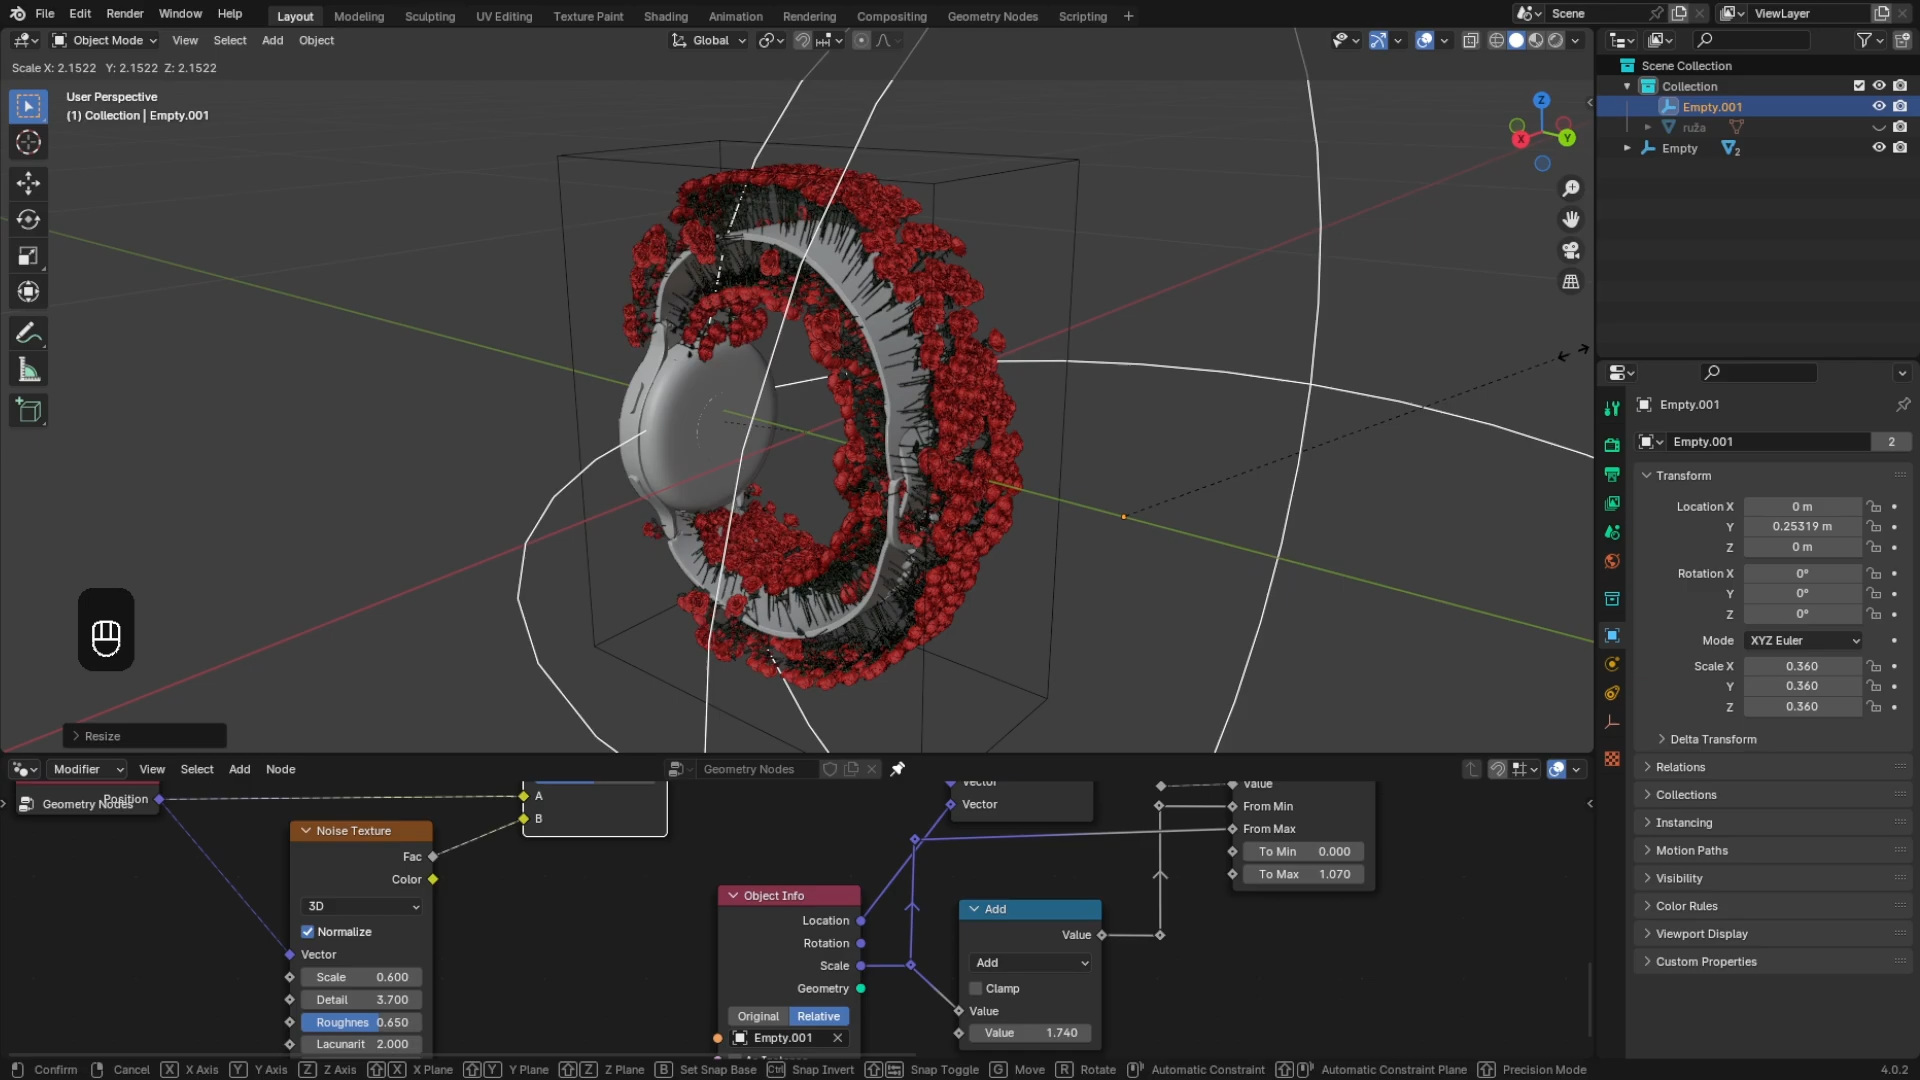 File Edit Render Window Help Layout Modeling Sculpting UV Editing Texture Paint Shading Animation Rendering Compositing Geometry Nodes Scripting + Scene ViewLayer
Object Mode View Select Add Object Global
Scale X: 2.1522 Y: 2.1522 Z: 2.1522
User Perspective
(1) Collection | Empty.001
Z
X
Y
Resize
Scene Collection
Collection
Empty.001
ruža
Empty 2
Empty.001
Empty.001 2
Transform
Location X 0 m
Y 0.25319 m
Z 0 m
Rotation X 0°
Y 0°
Z 0°
Mode XYZ Euler
Scale X 0.360
Y 0.360
Z 0.360
Delta Transform
Relations
Collections
Instancing
Motion Paths
Visibility
Color Rules
Viewport Display
Custom Properties
Modifier View Select Add Node Geometry Nodes
Geometry Nodes
Position
A
B
Noise Texture
Fac
Color
3D
Normalize
Vector
Scale 0.600
Detail 3.700
Roughnes 0.650
Lacunarit 2.000
Vector
Vector
Object Info
Location
Rotation
Scale
Geometry
Original Relative
Empty.001
Add
Value
Add
Clamp
Value
Value 1.740
Value
From Min
From Max
To Min 0.000
To Max 1.070
Confirm Cancel X X Axis Y Y Axis Z Z Axis X X Plane Y Y Plane Z Z Plane B Set Snap Base Ctrl Snap Invert Snap Toggle G Move R Rotate Automatic Constraint Automatic Constraint Plane Precision Mode 4.0.2